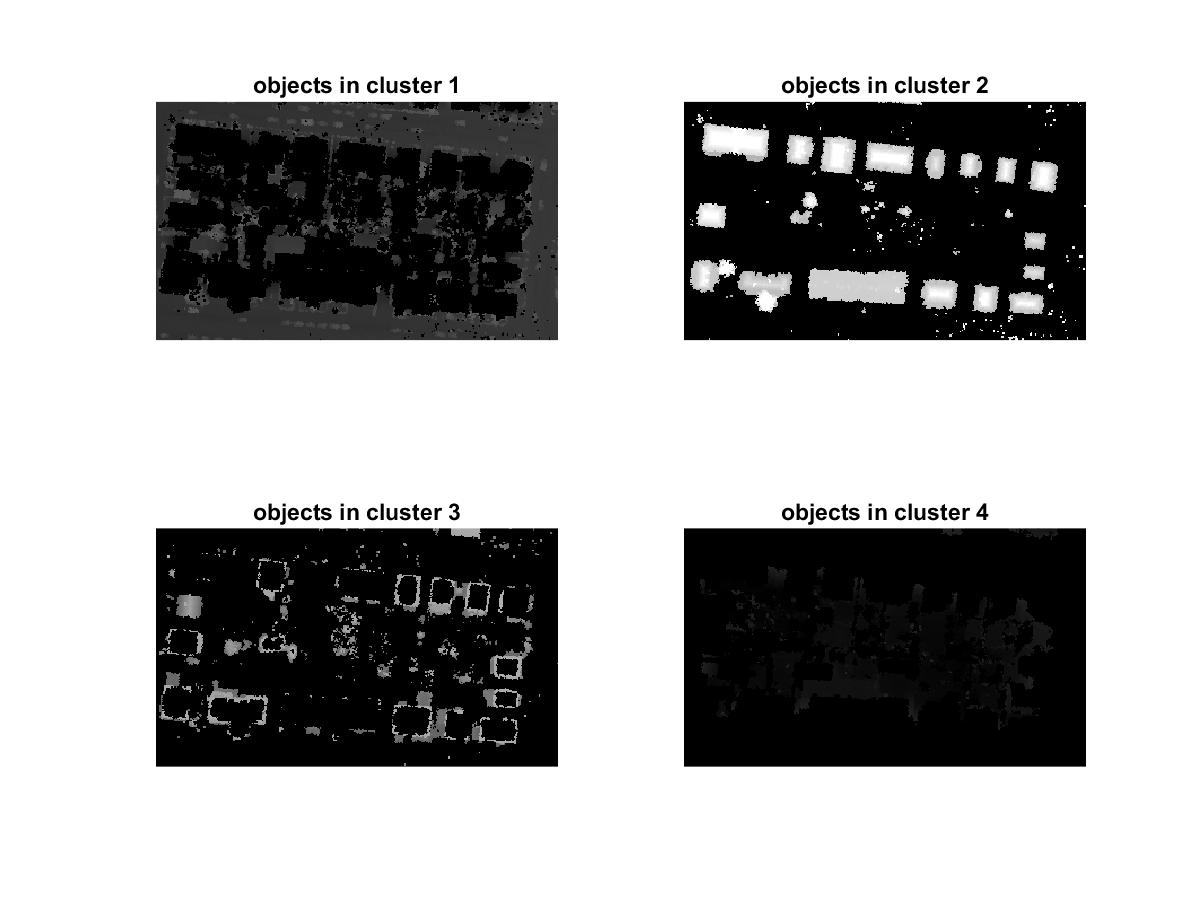 objects in cluster 1
objects in cluster 2
objects in cluster 3
objects in cluster 4